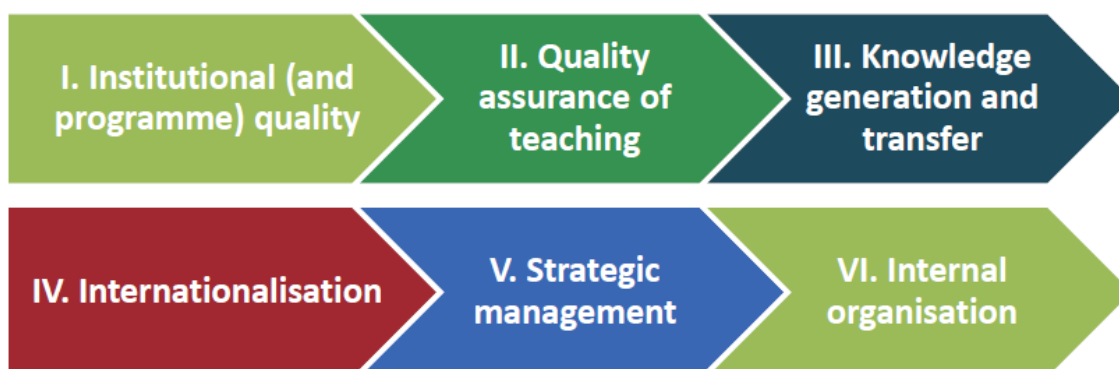 I. Institutional (and
programme) quality
II. Quality
assurance of
teaching
III. Knowledge
generation and
transfer
IV. Internationalisation
V. Strategic
management
VI. Internal
organisation